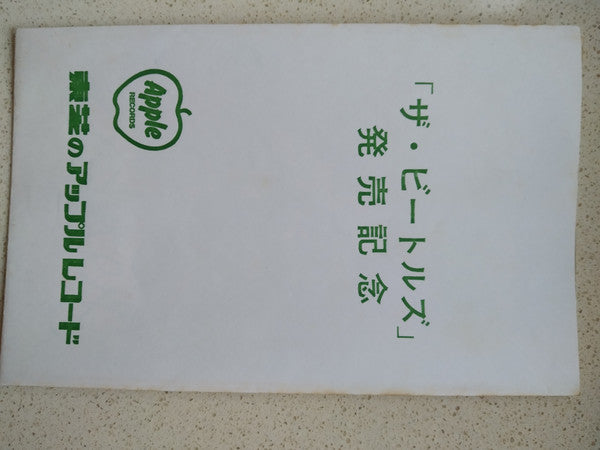 「ザ・ビートルズ」
発売記念
Apple
RECORDS
東芝のアップルレコード